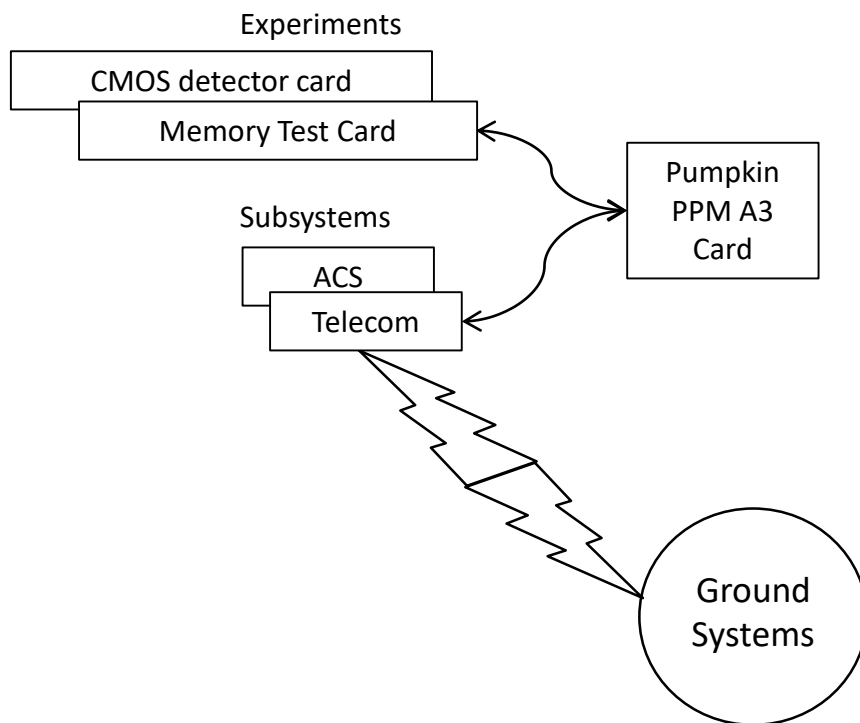 Experiments
CMOS detector card
Memory Test Card
Pumpkin
PPM A3
Card
Subsystems
ACS
Telecom
Ground
Systems